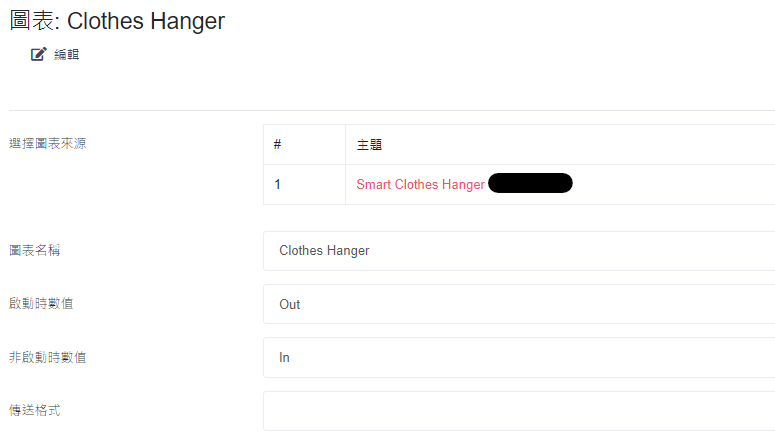 圖表: Clothes Hanger
編輯
選擇圖表來源
# 主題
1 Smart Clothes Hanger
圖表名稱 Clothes Hanger
啟動時數值 Out
非啟動時數值 In
傳送格式